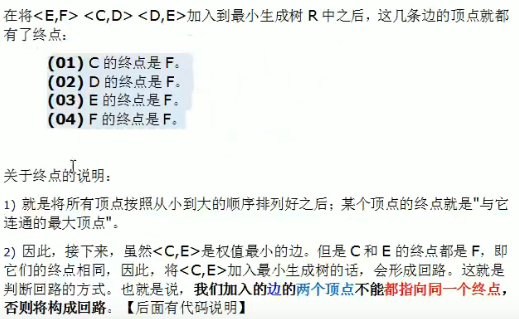 在将<E,F> <C,D> <D,E>加入到最小生成树 R 中之后，这几条边的顶点就都
有了终点：
(01) C 的终点是 F。
(02) D 的终点是 F。
(03) E 的终点是 F。
(04) F 的终点是 F。
关于终点的说明：
1) 就是将所有顶点按照从小到大的顺序排列好之后；某个顶点的终点就是"与它
连通的最大顶点"。
2) 因此，接下来，虽然<C,E>是权值最小的边。但是 C 和 E 的终点都是 F，即
它们的终点相同，因此，将<C,E>加入最小生成树的话，会形成回路。这就是
判断回路的方式。也就是说，我们加入的边的两个顶点不能都指向同一个终点，
否则将构成回路。【后面有代码说明】